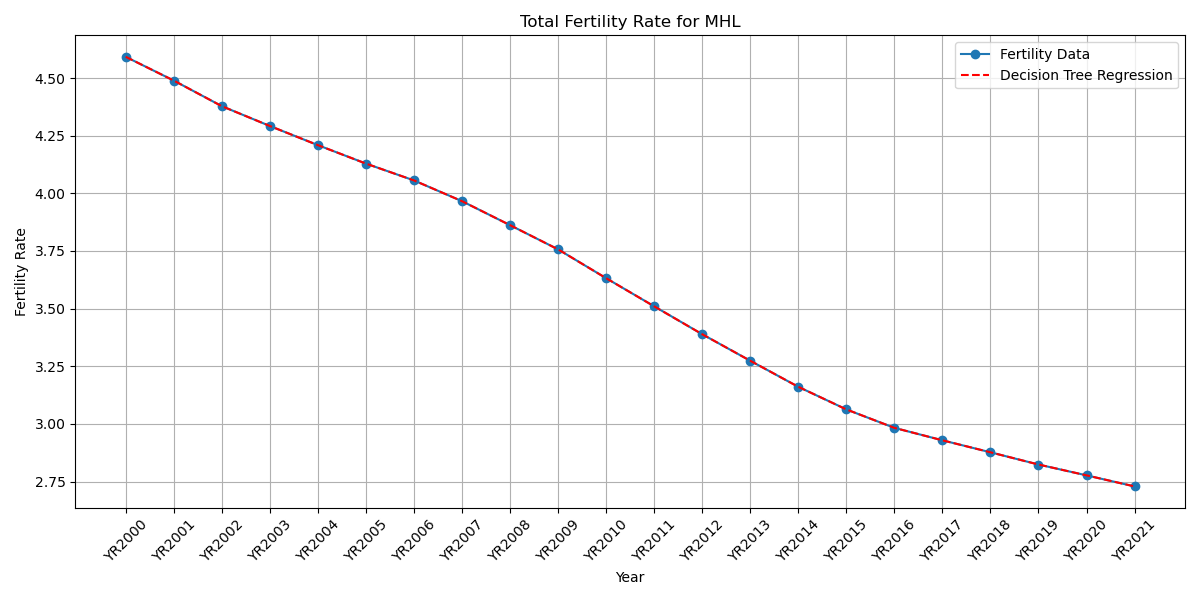 Total Fertility Rate for MHL
Fertility Data
Decision Tree Regression
Fertility Rate
4.50
4.25
4.00
3.75
3.50
3.25
3.00
2.75
YR2000
YR2001
YR2002
YR2003
YR2004
YR2005
YR2006
YR2007
YR2008
YR2009
YR2010
YR2011
YR2012
YR2013
YR2014
YR2015
YR2016
YR2017
YR2018
YR2019
YR2020
YR2021
Year